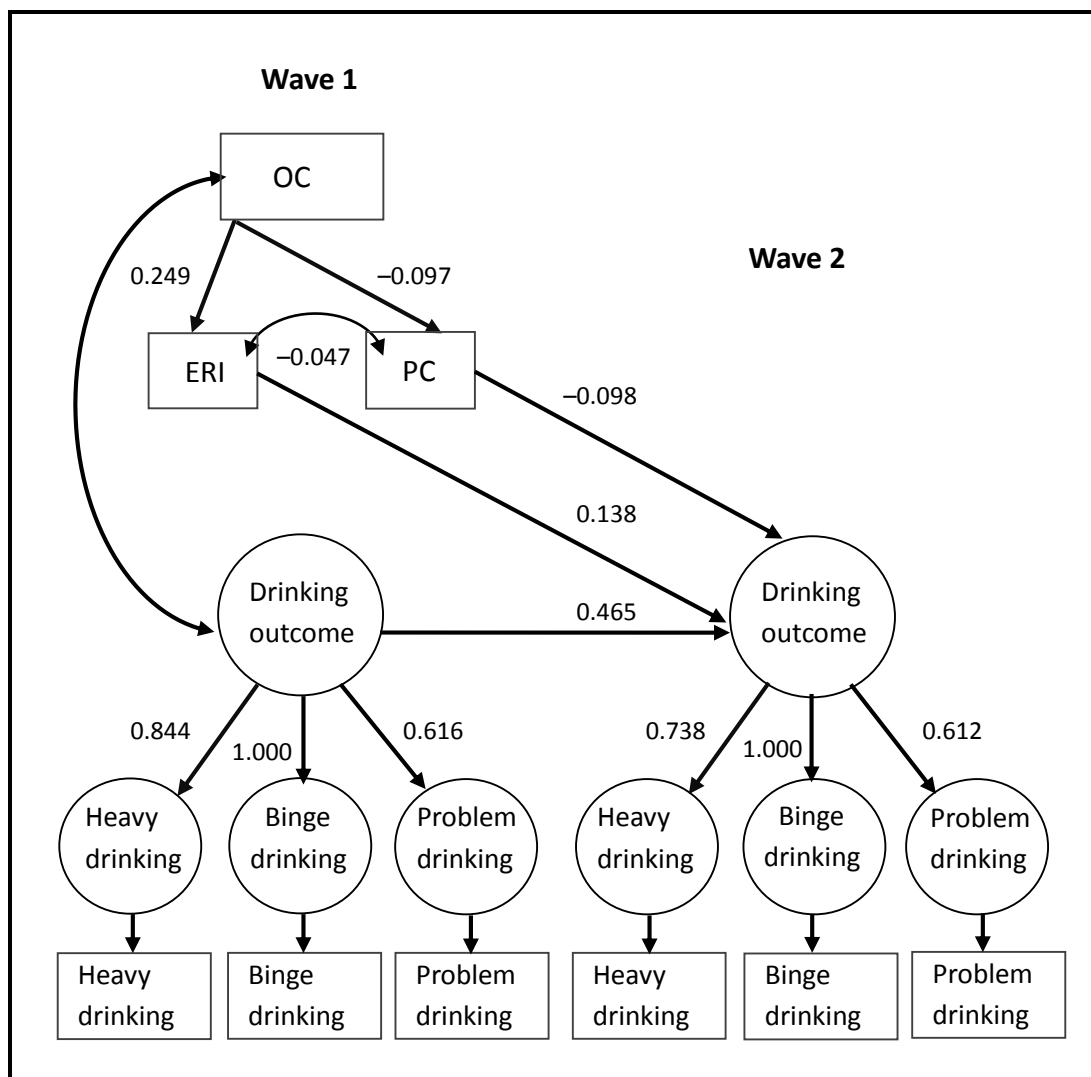 Wave 1
OC
Wave 2
0.249
–0.097
ERI
–0.047
PC
–0.098
0.138
Drinking
outcome
0.465
Drinking
outcome
0.844
1.000
0.616
0.738
1.000
0.612
Heavy
drinking
Binge
drinking
Problem
drinking
Heavy
drinking
Binge
drinking
Problem
drinking
Heavy
drinking
Binge
drinking
Problem
drinking
Heavy
drinking
Binge
drinking
Problem
drinking